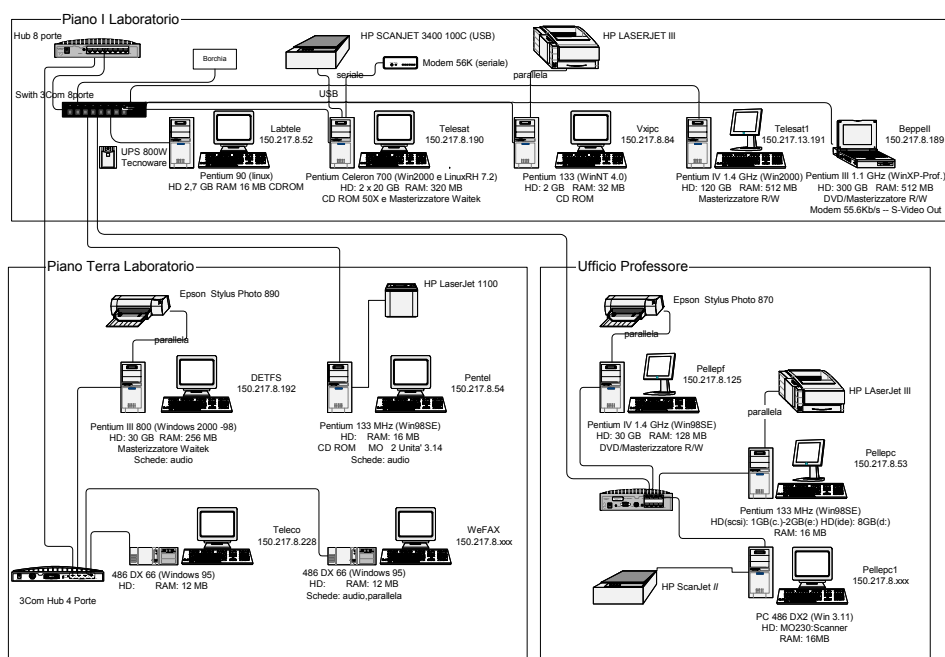 Piano I Laboratorio
Hub 8 porte
Borchia
HP SCANJET 3400 100C (USB)
HP LASERJET III
seriale
Modem 56K (seriale)
parallela
USB
Swith 3Com 8porte
UPS 800W
Tecnoware
Labtele
150.217.8.52
Pentium 90 (linux)
HD 2,7 GB RAM 16 MB CDROM
Telesat
150.217.8.190
Pentium Celeron 700 (Win2000 e LinuxRH 7.2)
HD: 2 x 20 GB RAM: 320 MB
CD ROM 50X e Masterizzatore Waitek
Vxipc
150.217.8.84
Pentium 133 (WinNT 4.0)
HD: 2 GB RAM: 32 MB
CD ROM
Telesat1
150.217.13.191
Pentium IV 1.4 GHz (Win2000)
HD: 120 GB RAM: 512 MB
Masterizzatore R/W
Beppell
150.217.8.189
Pentium III 1.1 GHz (WinXP-Prof.)
HD: 300 GB RAM: 512 MB
DVD/Masterizzatore R/W
Modem 55.6Kb/s -- S-Video Out
Piano Terra Laboratorio
Epson Stylus Photo 890
parallela
HP LaserJet 1100
DETFS
150.217.8.192
Pentium III 800 (Windows 2000 -98)
HD: 30 GB RAM: 256 MB
Masterizzatore Waitek
Schede: audio
Pentel
150.217.8.54
Pentium 133 MHz (Win98SE)
HD: RAM: 16 MB
CD ROM MO 2 Unita' 3.14
Schede: audio
Teleco
150.217.8.228
486 DX 66 (Windows 95)
HD: RAM: 12 MB
WeFAX
150.217.8.xxx
486 DX 66 (Windows 95)
HD: RAM: 12 MB
Schede: audio,parallela
3Com Hub 4 Porte
Ufficio Professore
Epson Stylus Photo 870
parallela
Pellepf
150.217.8.125
Pentium IV 1.4 GHz (Win98SE)
HD: 30 GB RAM: 128 MB
DVD/Masterizzatore R/W
HP LAserJet III
parallela
Pellepc
150.217.8.53
Pentium 133 MHz (Win98SE)
HD(scsi): 1GB(c.)-2GB(e:) HD(ide): 8GB(d:)
RAM: 16 MB
HP ScanJet II
Pellepc1
150.217.8.xxx
PC 486 DX2 (Win 3.11)
HD: MO230:Scanner
RAM: 16MB